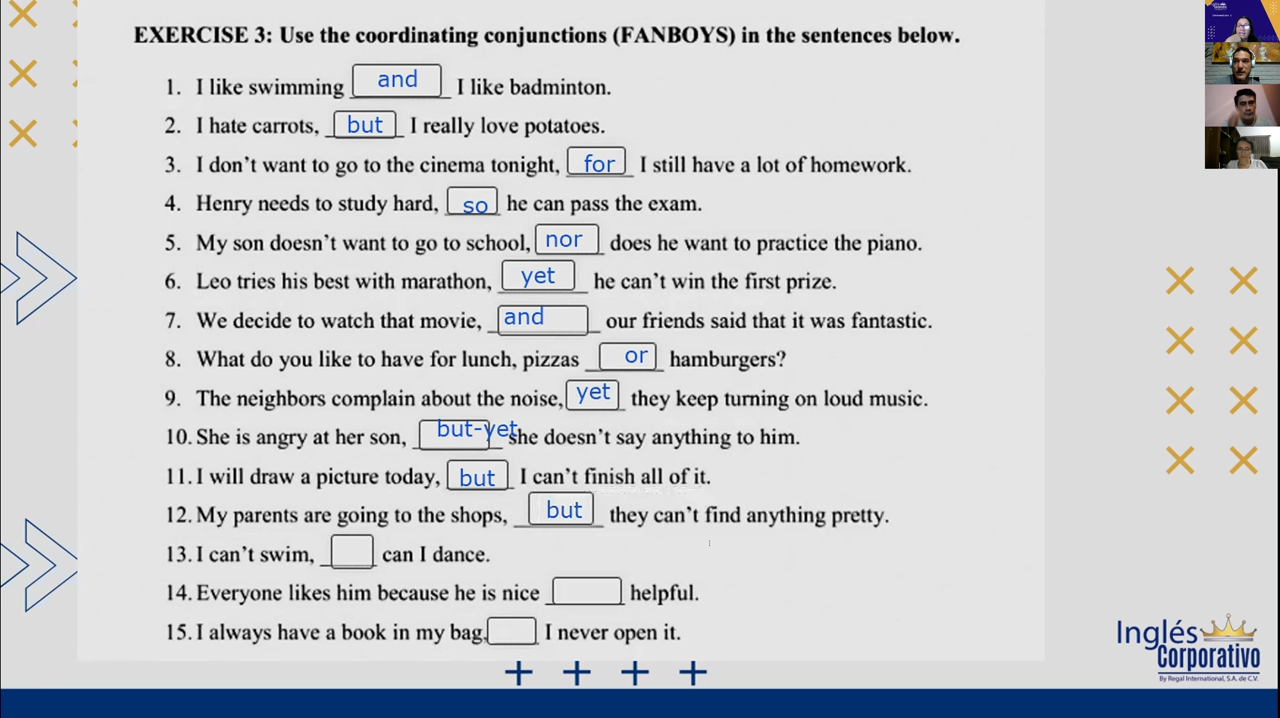 EXERCISE 3: Use the coordinating conjunctions (FANBOYS) in the sentences below.
1. I like swimming and I like badminton.
2. I hate carrots, but I really love potatoes.
3. I don't want to go to the cinema tonight, for I still have a lot of homework.
4. Henry needs to study hard, so he can pass the exam.
5. My son doesn't want to go to school, nor does he want to practice the piano.
6. Leo tries his best with marathon, yet he can't win the first prize.
7. We decide to watch that movie, and our friends said that it was fantastic.
8. What do you like to have for lunch, pizzas or hamburgers?
9. The neighbors complain about the noise, yet they keep turning on loud music.
10. She is angry at her son, but-yet she doesn't say anything to him.
11. I will draw a picture today, but I can't finish all of it.
12. My parents are going to the shops, but they can't find anything pretty.
13. I can't swim, can I dance.
14. Everyone likes him because he is nice helpful.
15. I always have a book in my bag, I never open it.
Inglés
Corporativo
By Regal International, S.A. de C.V.